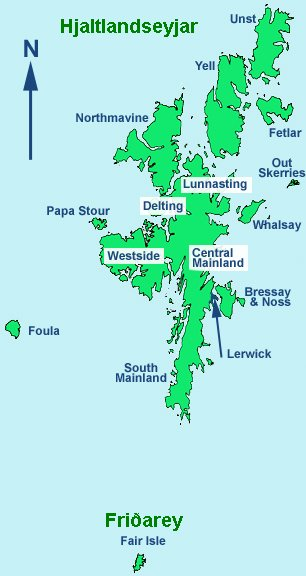 Hjaltlandseyjar
Unst
N
Yell
Northmavine
Fetlar
Out
Skerries
Lunnasting
Delting
Papa Stour
Whalsay
Westside
Central
Mainland
Bressay
& Noss
Foula
Lerwick
South
Mainland
Friðarey
Fair Isle